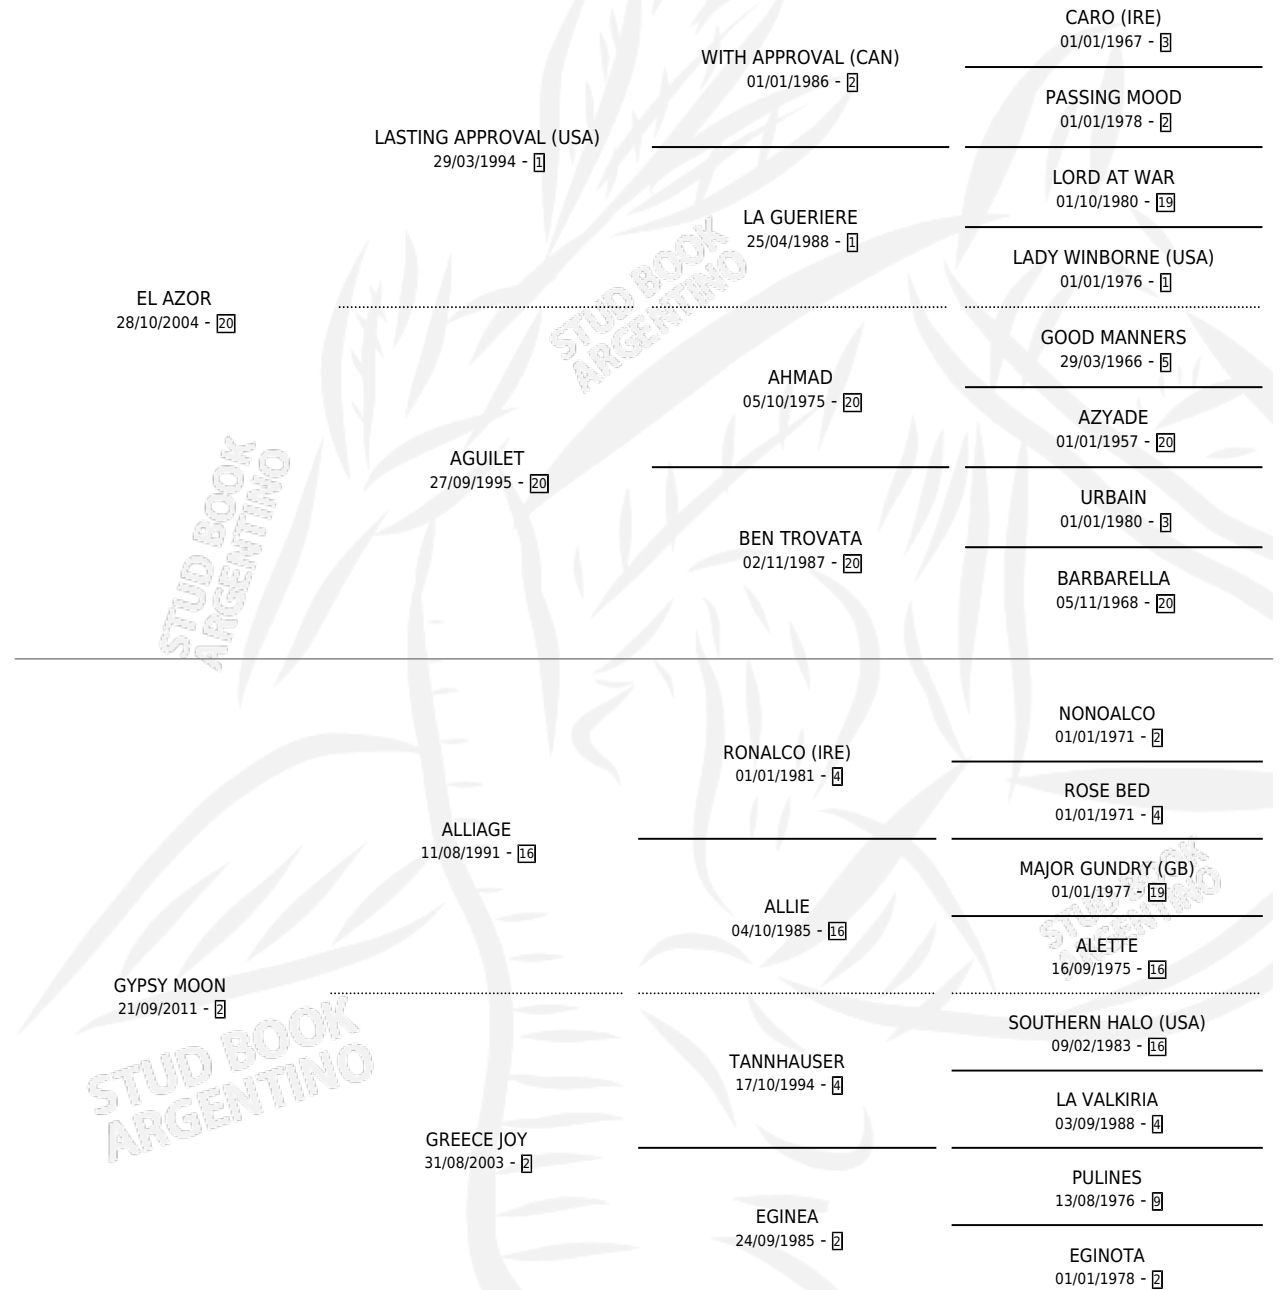 CARO (IRE)
01/01/1967 - 3
WITH APPROVAL (CAN)
01/01/1986 - 2
PASSING MOOD
01/01/1978 - 2
LASTING APPROVAL (USA)
29/03/1994 - 1
LORD AT WAR
01/10/1980 - 19
LA GUERIERE
25/04/1988 - 1
LADY WINBORNE (USA)
01/01/1976 - 1
EL AZOR
28/10/2004 - 20
GOOD MANNERS
29/03/1966 - 5
AHMAD
05/10/1975 - 20
AZYADE
01/01/1957 - 20
AGUILET
27/09/1995 - 20
URBAIN
01/01/1980 - 3
BEN TROVATA
02/11/1987 - 20
BARBARELLA
05/11/1968 - 20
NONOALCO
01/01/1971 - 2
RONALCO (IRE)
01/01/1981 - 4
ROSE BED
01/01/1971 - 4
ALLIAGE
11/08/1991 - 16
MAJOR GUNDRY (GB)
01/01/1977 - 19
ALLIE
04/10/1985 - 16
ALETTE
16/09/1975 - 16
GYPSY MOON
21/09/2011 - 2
SOUTHERN HALO (USA)
09/02/1983 - 16
TANNHAUSER
17/10/1994 - 4
LA VALKIRIA
03/09/1988 - 4
GREECE JOY
31/08/2003 - 2
PULINES
13/08/1976 - 9
EGINEA
24/09/1985 - 2
EGINOTA
01/01/1978 - 2
STUD BOOK
ARGENTINO
STUD BOOK
ARGENTINO
STUD BOOK
ARGENTINO
STUD BOOK
ARGENTINO